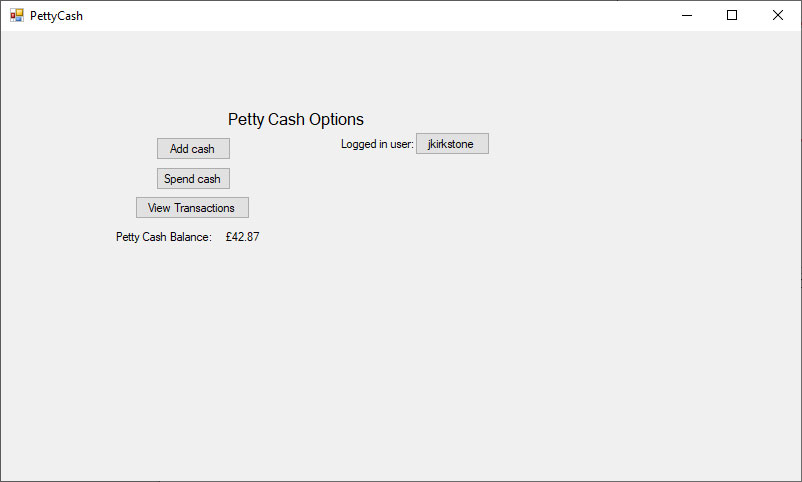 PettyCash
Petty Cash Options
Logged in user: jkirkstone
Add cash
Spend cash
View Transactions
Petty Cash Balance: £42.87